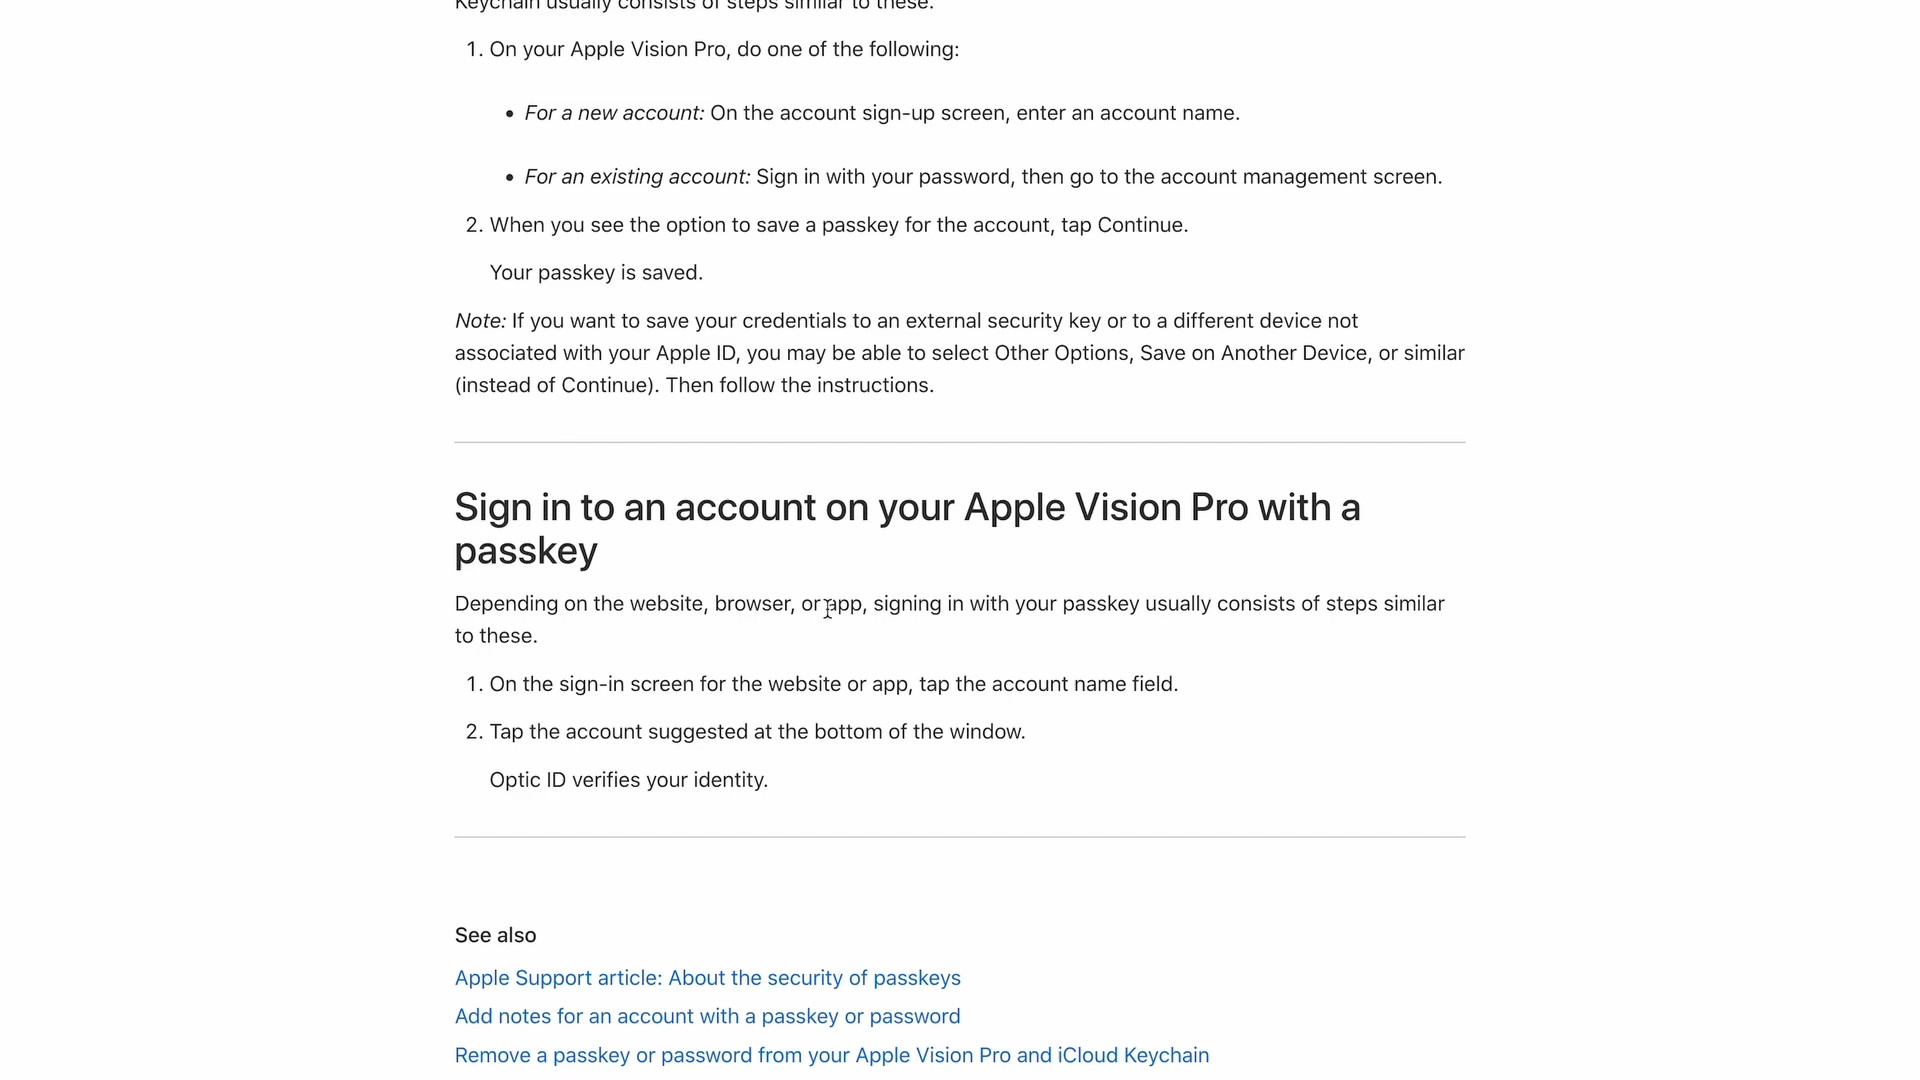 Keychain usually consists of steps similar to these.
1. On your Apple Vision Pro, do one of the following:
• For a new account: On the account sign-up screen, enter an account name.
• For an existing account: Sign in with your password, then go to the account management screen.
2. When you see the option to save a passkey for the account, tap Continue.
Your passkey is saved.
Note: If you want to save your credentials to an external security key or to a different device not
associated with your Apple ID, you may be able to select Other Options, Save on Another Device, or similar
(instead of Continue). Then follow the instructions.
Sign in to an account on your Apple Vision Pro with a
passkey
Depending on the website, browser, or app, signing in with your passkey usually consists of steps similar
to these.
1. On the sign-in screen for the website or app, tap the account name field.
2. Tap the account suggested at the bottom of the window.
Optic ID verifies your identity.
See also
Apple Support article: About the security of passkeys
Add notes for an account with a passkey or password
Remove a passkey or password from your Apple Vision Pro and iCloud Keychain